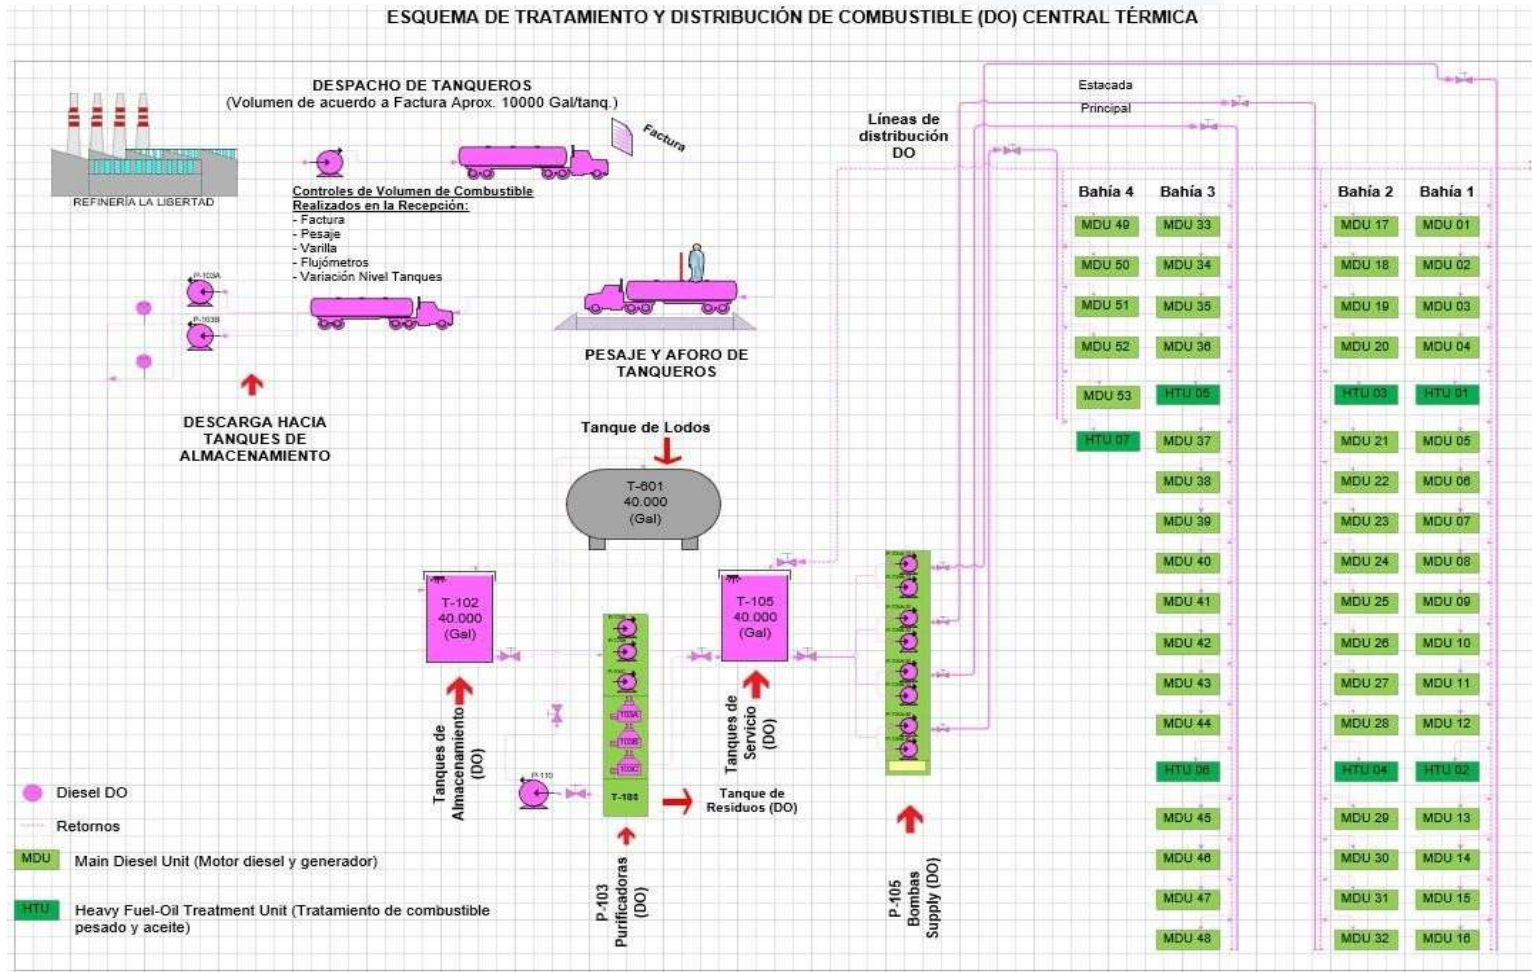 ESQUEMA DE TRATAMIENTO Y DISTRIBUCIÓN DE COMBUSTIBLE (DO) CENTRAL TÉRMICA
DESPACHO DE TANQUEROS
(Volumen de acuerdo a Factura Aprox. 10000 Gal/tanq.)
Factura
REFINERÍA LA LIBERTAD
Controles de Volumen de Combustible
Realizados en la Recepción:
- Factura
- Pesaje
- Varilla
- Flujómetros
- Variación Nivel Tanques
P-103A
P-103B
DESCARGA HACIA
TANQUES DE
ALMACENAMIENTO
PESAJE Y AFORO DE
TANQUEROS
Tanque de Lodos
T-601
40.000
(Gal)
T-102
40.000
(Gal)
T-105
40.000
(Gal)
Tanques de
Almacenamiento
(DO)
Tanques de
Servicio
(DO)
103A
103B
103C
P-110
Tanque de
Residuos (DO)
P-103
Purificadoras
(DO)
P-105
Bombas
Supply (DO)
Líneas de
distribución
DO
Estacada
Principal
Bahía 4
MDU 49
MDU 50
MDU 51
MDU 52
MDU 53
HTU 07
Bahía 3
MDU 33
MDU 34
MDU 35
MDU 36
HTU 05
MDU 37
MDU 38
MDU 39
MDU 40
MDU 41
MDU 42
MDU 43
MDU 44
HTU 06
MDU 45
MDU 46
MDU 47
MDU 48
Bahía 2
MDU 17
MDU 18
MDU 19
MDU 20
HTU 03
MDU 21
MDU 22
MDU 23
MDU 24
MDU 25
MDU 26
MDU 27
MDU 28
HTU 04
MDU 29
MDU 30
MDU 31
MDU 32
Bahía 1
MDU 01
MDU 02
MDU 03
MDU 04
HTU 01
MDU 05
MDU 06
MDU 07
MDU 08
MDU 09
MDU 10
MDU 11
MDU 12
HTU 02
MDU 13
MDU 14
MDU 15
MDU 16
Diesel DO
Retornos
MDU Main Diesel Unit (Motor diesel y generador)
HTU Heavy Fuel-Oil Treatment Unit (Tratamiento de combustible
pesado y aceite)